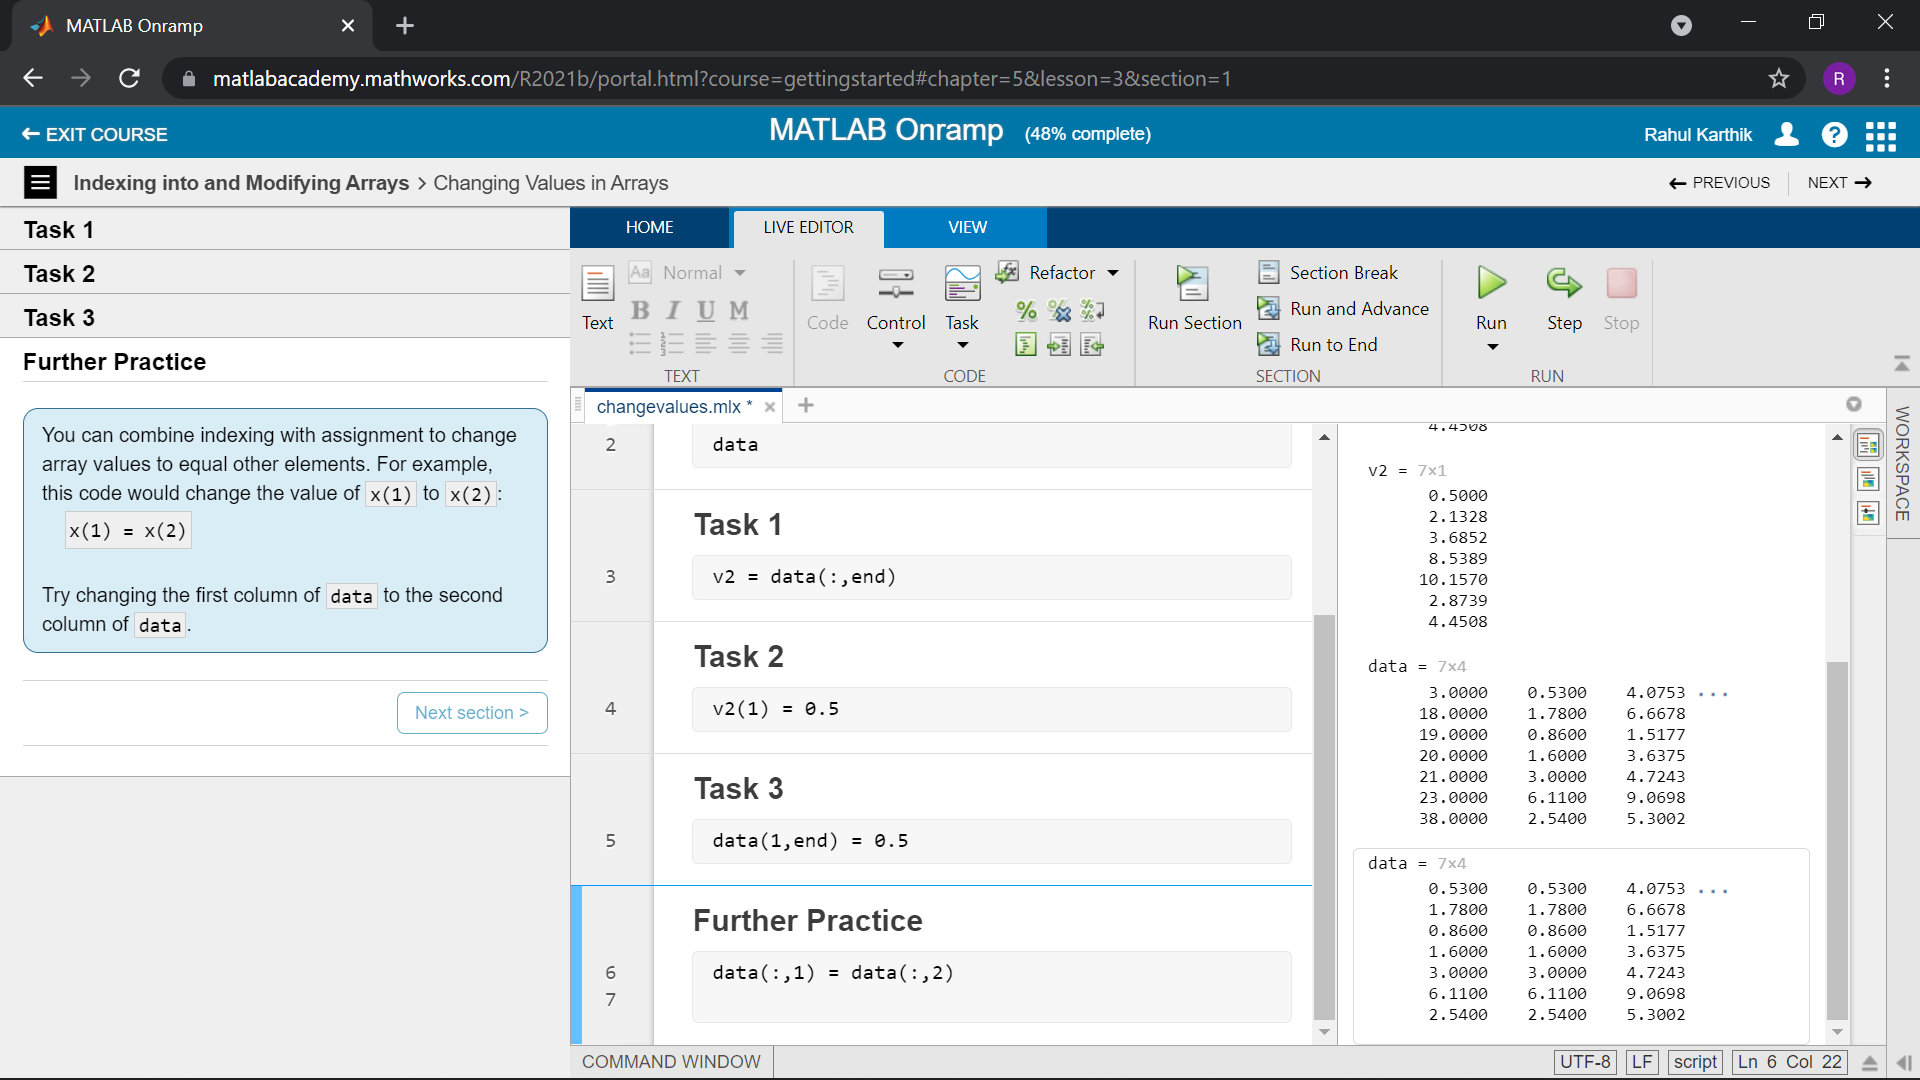 MATLAB Onramp
matlabacademy.mathworks.com/R2021b/portal.html?course=gettingstarted#chapter=5&lesson=3&section=1
R
EXIT COURSE
MATLAB Onramp (48% complete)
Rahul Karthik
?
Indexing into and Modifying Arrays > Changing Values in Arrays
PREVIOUS
NEXT
Task 1
Task 2
Task 3
Further Practice
You can combine indexing with assignment to change
array values to equal other elements. For example,
this code would change the value of x(1) to x(2):
x(1) = x(2)
Try changing the first column of data to the second
column of data.
Next section >
HOME
LIVE EDITOR
VIEW
Text
Aa Normal
B I U M
TEXT
Code
Control
Task
Refactor
CODE
Run Section
Section Break
Run and Advance
Run to End
SECTION
Run
Step
Stop
RUN
changevalues.mlx *
2 data
Task 1
3 v2 = data(:,end)
Task 2
4 v2(1) = 0.5
Task 3
5 data(1,end) = 0.5
Further Practice
6 data(:,1) = data(:,2)
7
4.4508
v2 = 7×1
0.5000
2.1328
3.6852
8.5389
10.1570
2.8739
4.4508
data = 7×4
3.0000 0.5300 4.0753 ...
18.0000 1.7800 6.6678
19.0000 0.8600 1.5177
20.0000 1.6000 3.6375
21.0000 3.0000 4.7243
23.0000 6.1100 9.0698
38.0000 2.5400 5.3002
data = 7×4
0.5300 0.5300 4.0753 ...
1.7800 1.7800 6.6678
0.8600 0.8600 1.5177
1.6000 1.6000 3.6375
3.0000 3.0000 4.7243
6.1100 6.1100 9.0698
2.5400 2.5400 5.3002
WORKSPACE
COMMAND WINDOW
UTF-8
LF
script
Ln 6 Col 22